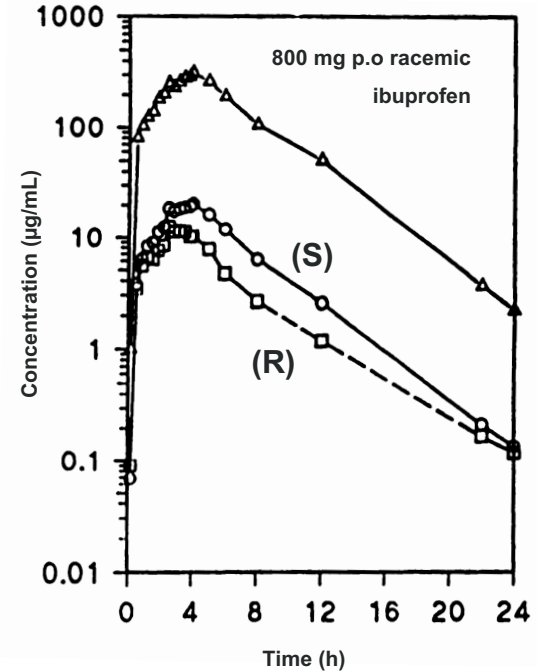 1000
800 mg p.o racemic
ibuprofen
100
10
(S)
1
(R)
0.1
0.01
0 4 8 12 16 20 24
Concentration (µg/mL)
Time (h)